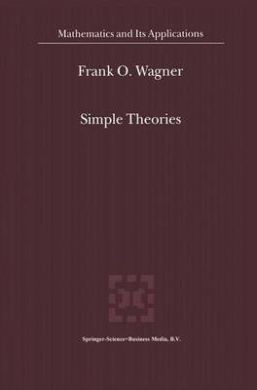 Mathematics and Its Applications
Frank O. Wagner
Simple Theories
Springer-Science+Business Media, B.V.